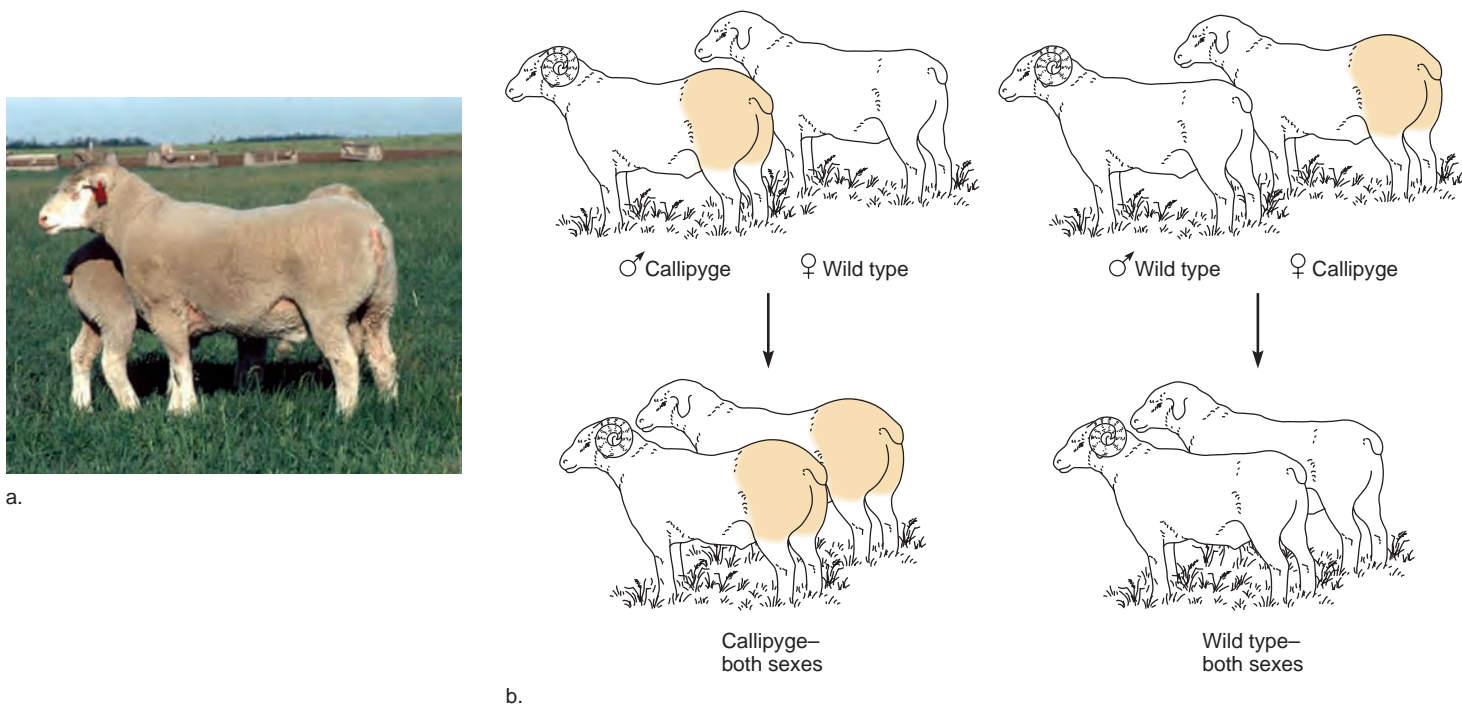 a.
♂ Callipyge
♀ Wild type
♂ Wild type
♀ Callipyge
Callipyge–
both sexes
Wild type–
both sexes
b.